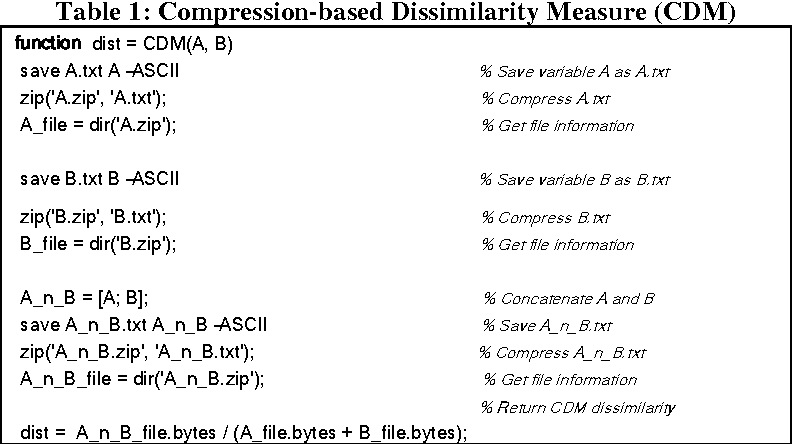 Table 1: Compression-based Dissimilarity Measure (CDM)
function dist = CDM(A, B)
save A.txt A –ASCII % Save variable A as A.txt
zip('A.zip', 'A.txt'); % Compress A.txt
A_file = dir('A.zip'); % Get file information
save B.txt B –ASCII % Save variable B as B.txt
zip('B.zip', 'B.txt'); % Compress B.txt
B_file = dir('B.zip'); % Get file information
A_n_B = [A; B]; % Concatenate A and B
save A_n_B.txt A_n_B –ASCII % Save A_n_B.txt
zip('A_n_B.zip', 'A_n_B.txt'); % Compress A_n_B.txt
A_n_B_file = dir('A_n_B.zip'); % Get file information
% Return CDM dissimilarity
dist = A_n_B_file.bytes / (A_file.bytes + B_file.bytes);